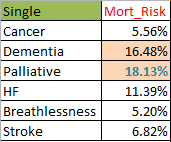 Single Mort_Risk
Cancer 5.56%
Dementia 16.48%
Palliative 18.13%
HF 11.39%
Breathlessness 5.20%
Stroke 6.82%